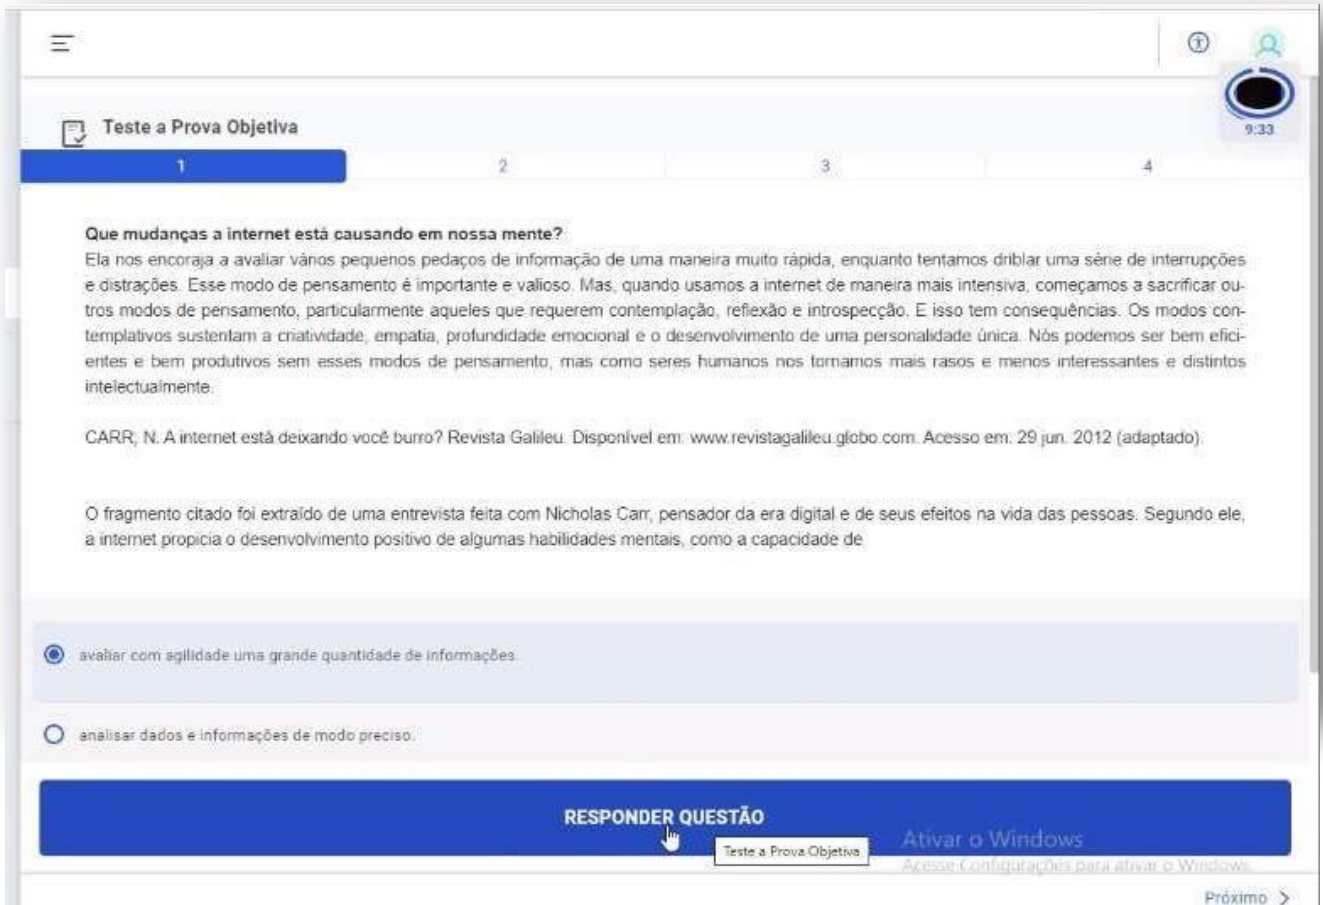 9:33
Teste a Prova Objetiva
1 2 3 4
Que mudanças a internet está causando em nossa mente?
Ela nos encoraja a avaliar vários pequenos pedaços de informação de uma maneira muito rápida, enquanto tentamos driblar uma série de interrupções
e distrações. Esse modo de pensamento é importante e valioso. Mas, quando usamos a internet de maneira mais intensiva, começamos a sacrificar ou-
tros modos de pensamento, particularmente aqueles que requerem contemplação, reflexão e introspecção. E isso tem consequências. Os modos con-
templativos sustentam a criatividade, empatia, profundidade emocional e o desenvolvimento de uma personalidade única. Nós podemos ser bem efici-
entes e bem produtivos sem esses modos de pensamento, mas como seres humanos nos tornamos mais rasos e menos interessantes e distintos
intelectualmente.
CARR, N. A internet está deixando você burro? Revista Galileu. Disponível em: www.revistagalileu.globo.com. Acesso em: 29 jun. 2012 (adaptado).
O fragmento citado foi extraído de uma entrevista feita com Nicholas Carr, pensador da era digital e de seus efeitos na vida das pessoas. Segundo ele,
a internet propicia o desenvolvimento positivo de algumas habilidades mentais, como a capacidade de
avaliar com agilidade uma grande quantidade de informações.
analisar dados e informações de modo preciso.
RESPONDER QUESTÃO
Teste a Prova Objetiva
Ativar o Windows
Acesse Configurações para ativar o Windows.
Próximo >